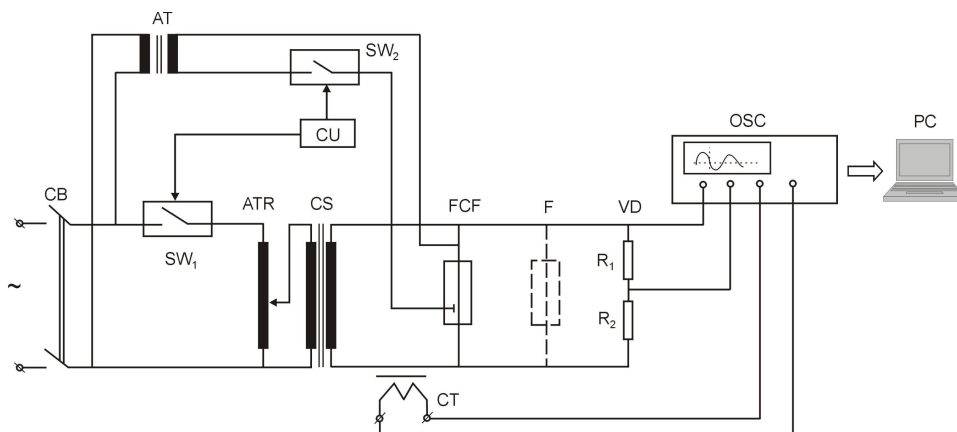 AT
SW2
CU
OSC
PC
CB
SW1
ATR
CS
FCF
F
VD
R1
R2
~
CT